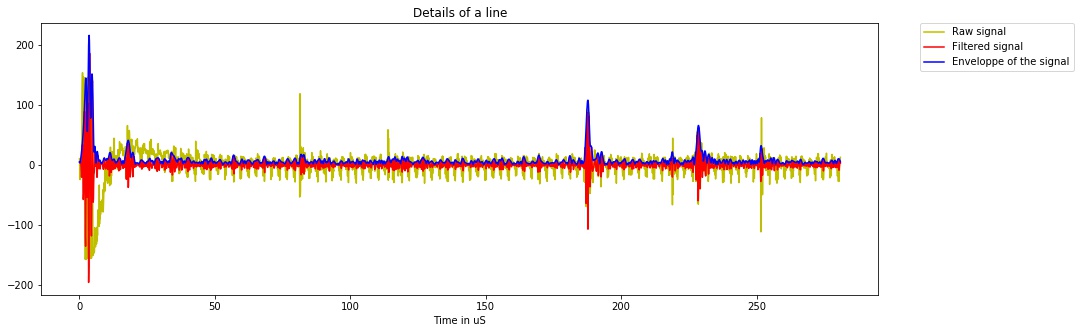 Details of a line
Raw signal
Filtered signal
Enveloppe of the signal
200
100
0
−100
−200
0
50
100
150
200
250
Time in uS